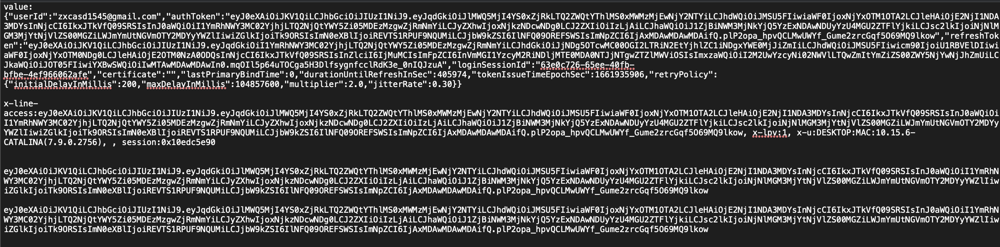 value:
{"userId":"zxcasd1545@gmail.com","authToken":"eyJ0eXAiOiJKV1QiLCJhbGciOiJIUzI1NiJ9.eyJqdGkiOiJlMWQ5MjI4YS0xZjRkLTQ2ZWQtYThlMS0xMWMzMjEwNjY2NTYiLCJhdWQiOiJMSU5FIiwiaWF0IjoxNjYxOTM1OTA2LCJleHAiOjE2NjI1NDA
3MDYsInNjcCI6IkxJTkVfQ09SRSIsInJ0aWQiOiI1YmRhNWY3MC02YjhjLTQ2NjQtYWY5Zi05MDEzMzgwZjRmNmYiLCJyZXhwIjoxNjkzNDcwNDg0LCJ2ZXIiOiIzLjAiLCJhaWQiOiJ1ZjBiNWM3MjNkYjQ5YzExNDAwNDUyYzU4MGU2ZTFlYjkiLCJsc2lkIjoiNjNlM
GM3MjYtNjVlZS00MGZiLWJmYmUtNGVmOTY2MDYyYWZlIiwiZGlkIjoiTk9ORSIsImN0eXBlIjoiREVTS1RPUF9NQUMiLCJjbW9kZSI6IlNFQ09OREFSWSIsImNpZCI6IjAxMDAwMDAwMDAifQ.plP2opa_hpvQCLMwUWYf_Gume2zrcGqf5O69MQ9lkow","refreshTok
en":"eyJ0eXAiOiJKV1QiLCJhbGciOiJIUzI1NiJ9.eyJqdGkiOiI1YmRhNWY3MC02YjhjLTQ2NjQtYWY5Zi05MDEzMzgwZjRmNmYiLCJhdGkiOiJjNDg5OTcwMC00OGI2LTRiN2EtYjhlZC1iNDgxYWE0MjJiZmIiLCJhdWQiOiJMSU5FIiwicm90IjoiU1RBVElDIiwi
aWF0IjoxNjYxOTM0NDg0LCJleHAiOjE2OTM0NzA0ODQsInNjcCI6IkxJTkVfQ09SRSIsInZlciI6IjMuMCIsImFpZCI6InVmMGI1YzcyM2RiNDljMTE0MDA0NTJjNTgwZTZlMWViOSIsImxzaWQiOiI2M2UwYzcyNi02NWVlLTQwZmItYmZiZS00ZWY5NjYwNjJhZmUiLC
JkaWQiOiJOT05FIiwiYXBwSWQiOiIwMTAwMDAwMDAwIn0.mqOIl5p64uTOCga5H3DlfsygnfcclRdK3e_0nIQJzuA","loginSessionId":"63e0c726-65ee-40fb-
bfbe-4ef966062afe","certificate":"","lastPrimaryBindTime":0,"durationUntilRefreshInSec":405974,"tokenIssueTimeEpochSec":1661935906,"retryPolicy":
{"initialDelayInMillis":200,"maxDelayInMillis":104857600,"multiplier":2.0,"jitterRate":0.30}}
x-line-
access:eyJ0eXAiOiJKV1QiLCJhbGciOiJIUzI1NiJ9.eyJqdGkiOiJlMWQ5MjI4YS0xZjRkLTQ2ZWQtYThlMS0xMWMzMjEwNjY2NTYiLCJhdWQiOiJMSU5FIiwiaWF0IjoxNjYxOTM1OTA2LCJleHAiOjE2NjI1NDA3MDYsInNjcCI6IkxJTkVfQ09SRSIsInJ0aWQiOi
I1YmRhNWY3MC02YjhjLTQ2NjQtYWY5Zi05MDEzMzgwZjRmNmYiLCJyZXhwIjoxNjkzNDcwNDg0LCJ2ZXIiOiIzLjAiLCJhaWQiOiJ1ZjBiNWM3MjNkYjQ5YzExNDAwNDUyYzU4MGU2ZTFlYjkiLCJsc2lkIjoiNjNlMGM3MjYtNjVlZS00MGZiLWJmYmUtNGVmOTY2MDYy
YWZlIiwiZGlkIjoiTk9ORSIsImN0eXBlIjoiREVTS1RPUF9NQUMiLCJjbW9kZSI6IlNFQ09OREFSWSIsImNpZCI6IjAxMDAwMDAwMDAifQ.plP2opa_hpvQCLMwUWYf_Gume2zrcGqf5O69MQ9lkow, x-lpv:1, x-u:DESKTOP:MAC:10.15.6-
CATALINA(7.9.0.2756), , session:0x10edc5e90
eyJ0eXAiOiJKV1QiLCJhbGciOiJIUzI1NiJ9.eyJqdGkiOiJlMWQ5MjI4YS0xZjRkLTQ2ZWQtYThlMS0xMWMzMjEwNjY2NTYiLCJhdWQiOiJMSU5FIiwiaWF0IjoxNjYxOTM1OTA2LCJleHAiOjE2NjI1NDA3MDYsInNjcCI6IkxJTkVfQ09SRSIsInJ0aWQiOiI1YmRhN
WY3MC02YjhjLTQ2NjQtYWY5Zi05MDEzMzgwZjRmNmYiLCJyZXhwIjoxNjkzNDcwNDg0LCJ2ZXIiOiIzLjAiLCJhaWQiOiJ1ZjBiNWM3MjNkYjQ5YzExNDAwNDUyYzU4MGU2ZTFlYjkiLCJsc2lkIjoiNjNlMGM3MjYtNjVlZS00MGZiLWJmYmUtNGVmOTY2MDYyYWZlIiw
iZGlkIjoiTk9ORSIsImN0eXBlIjoiREVTS1RPUF9NQUMiLCJjbW9kZSI6IlNFQ09OREFSWSIsImNpZCI6IjAxMDAwMDAwMDAifQ.plP2opa_hpvQCLMwUWYf_Gume2zrcGqf5O69MQ9lkow
eyJ0eXAiOiJKV1QiLCJhbGciOiJIUzI1NiJ9.eyJqdGkiOiJlMWQ5MjI4YS0xZjRkLTQ2ZWQtYThlMS0xMWMzMjEwNjY2NTYiLCJhdWQiOiJMSU5FIiwiaWF0IjoxNjYxOTM1OTA2LCJleHAiOjE2NjI1NDA3MDYsInNjcCI6IkxJTkVfQ09SRSIsInJ0aWQiOiI1YmRhN
WY3MC02YjhjLTQ2NjQtYWY5Zi05MDEzMzgwZjRmNmYiLCJyZXhwIjoxNjkzNDcwNDg0LCJ2ZXIiOiIzLjAiLCJhaWQiOiJ1ZjBiNWM3MjNkYjQ5YzExNDAwNDUyYzU4MGU2ZTFlYjkiLCJsc2lkIjoiNjNlMGM3MjYtNjVlZS00MGZiLWJmYmUtNGVmOTY2MDYyYWZlIiw
iZGlkIjoiTk9ORSIsImN0eXBlIjoiREVTS1RPUF9NQUMiLCJjbW9kZSI6IlNFQ09OREFSWSIsImNpZCI6IjAxMDAwMDAwMDAifQ.plP2opa_hpvQCLMwUWYf_Gume2zrcGqf5O69MQ9lkow